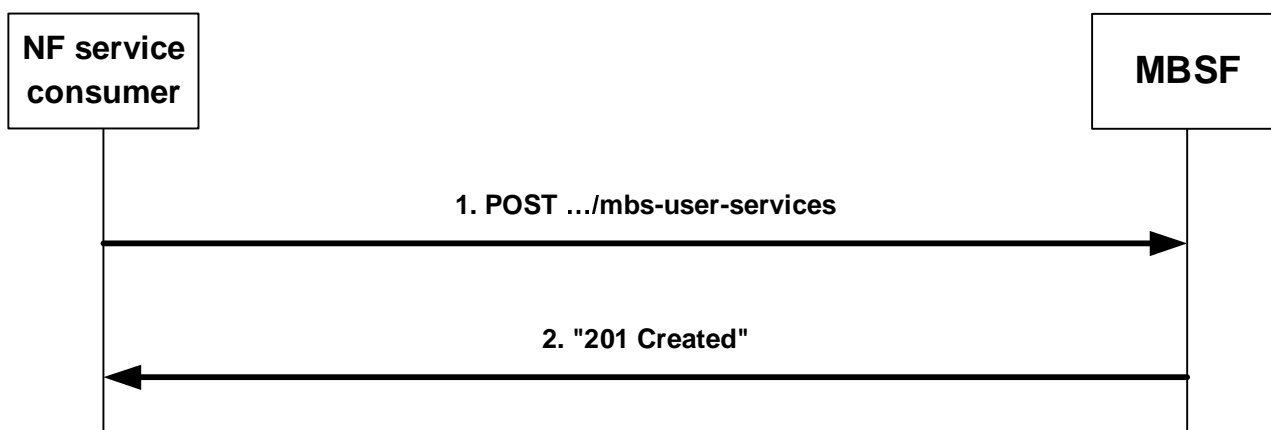 NF service
consumer
MBSF
1. POST …/mbs-user-services
2. "201 Created"